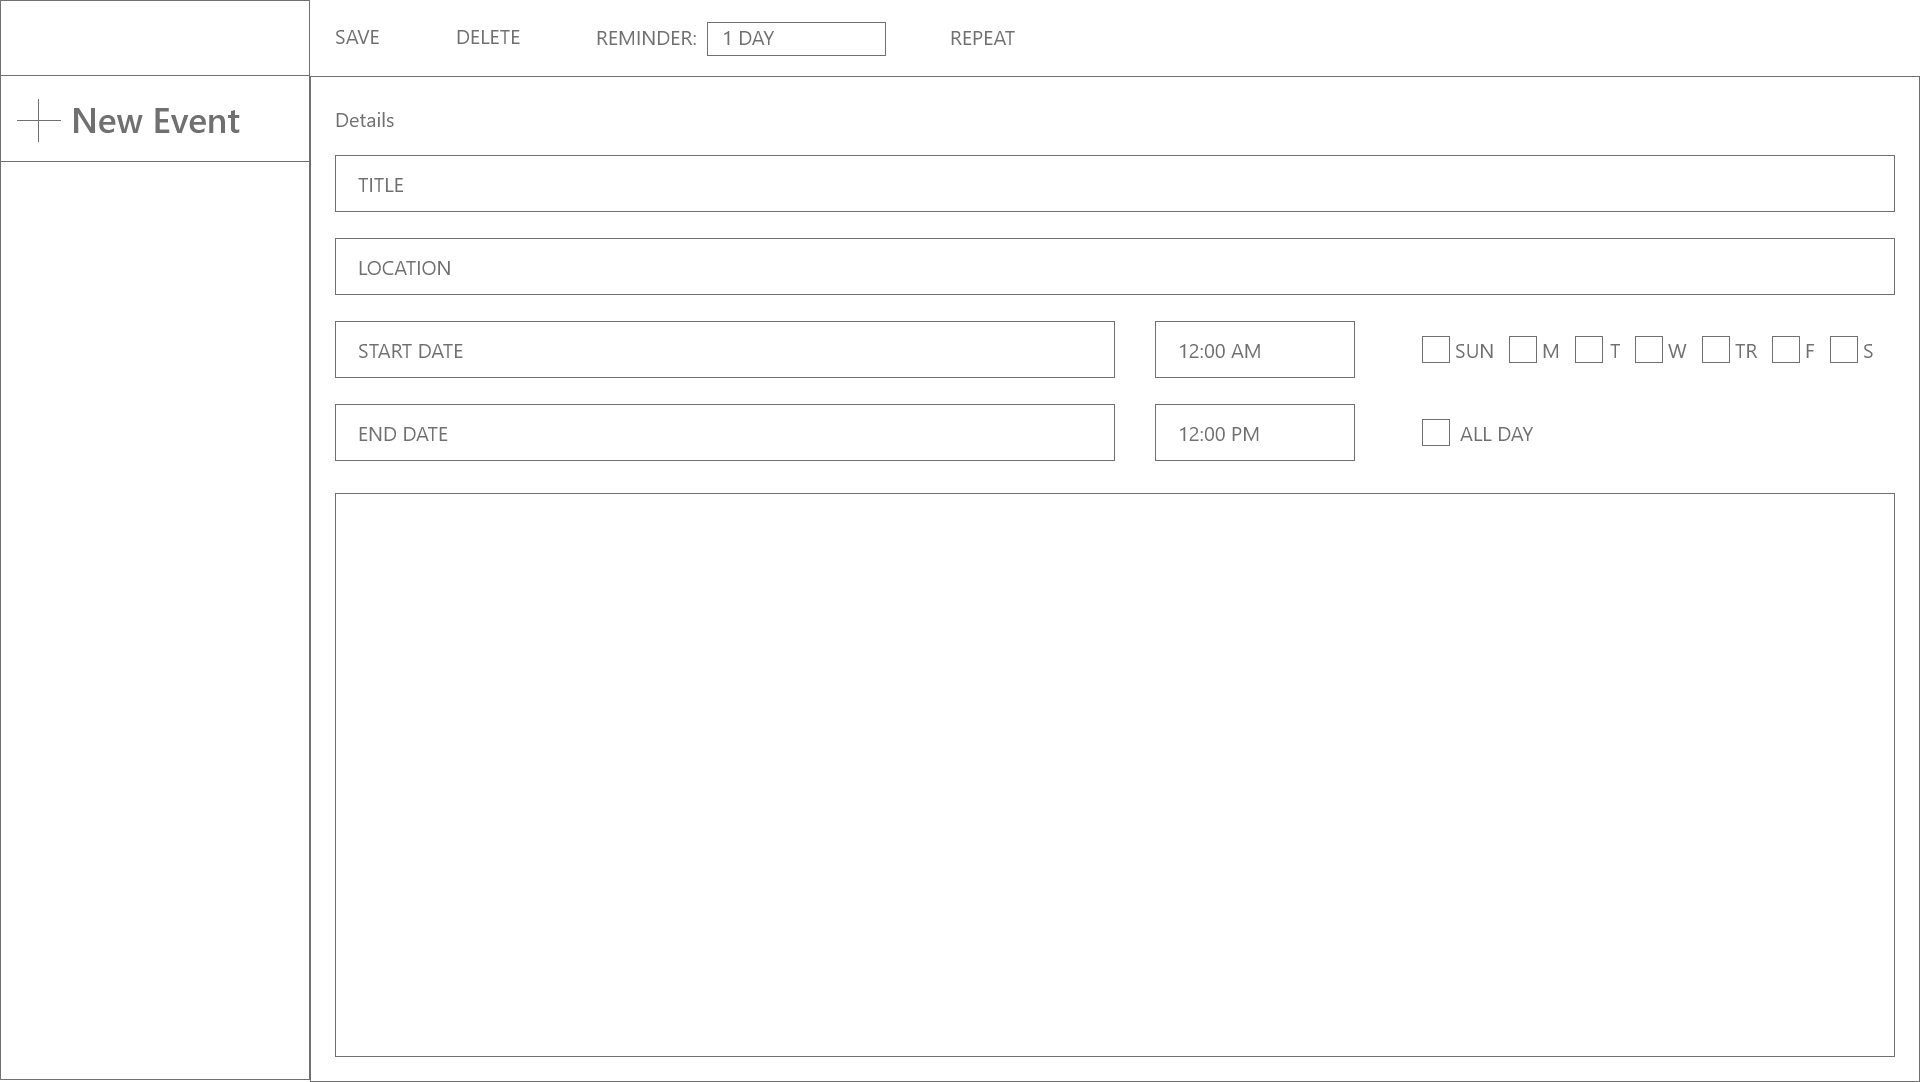 SAVE DELETE REMINDER: 1 DAY REPEAT
New Event
Details
TITLE
LOCATION
START DATE 12:00 AM SUN M T W TR F S
END DATE 12:00 PM ALL DAY